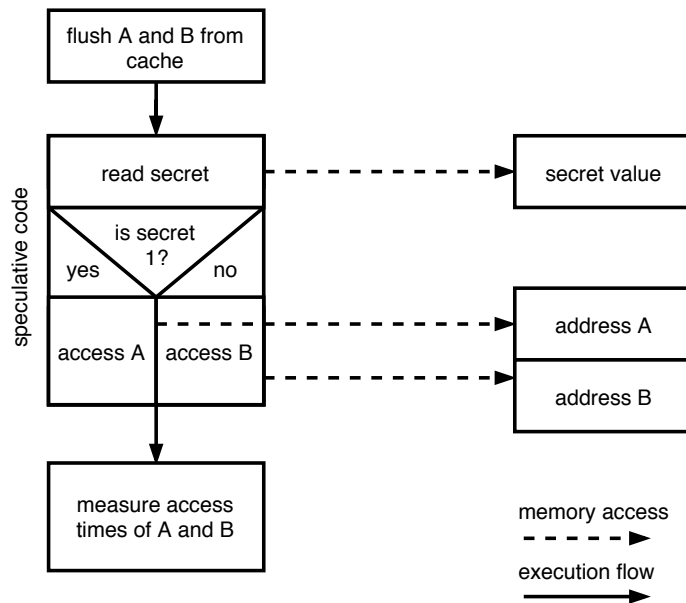 flush A and B from
cache
read secret
secret value
is secret
1?
yes
no
speculative code
access A
access B
address A
address B
measure access
times of A and B
memory access
execution flow